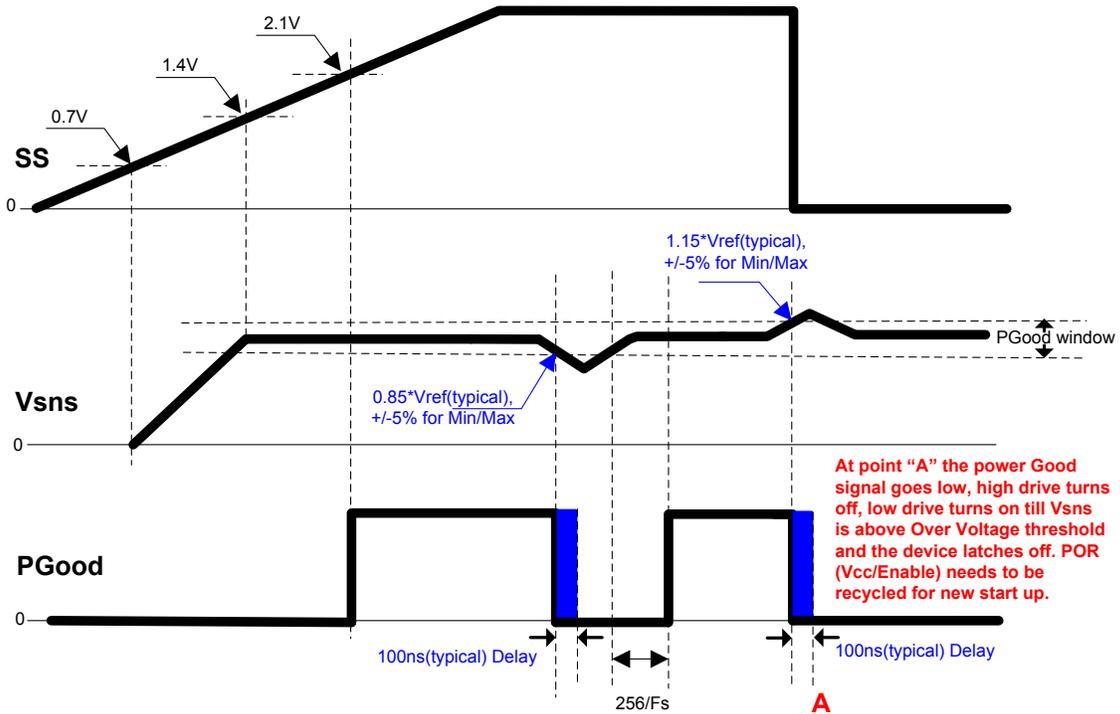 2.1V
1.4V
0.7V
SS
0
1.15*Vref(typical),
+/-5% for Min/Max
PGood window
0.85*Vref(typical),
+/-5% for Min/Max
Vsns
0
At point “A” the power Good
signal goes low, high drive turns
off, low drive turns on till Vsns
is above Over Voltage threshold
and the device latches off. POR
(Vcc/Enable) needs to be
recycled for new start up.
PGood
0
100ns(typical) Delay
100ns(typical) Delay
256/Fs
A